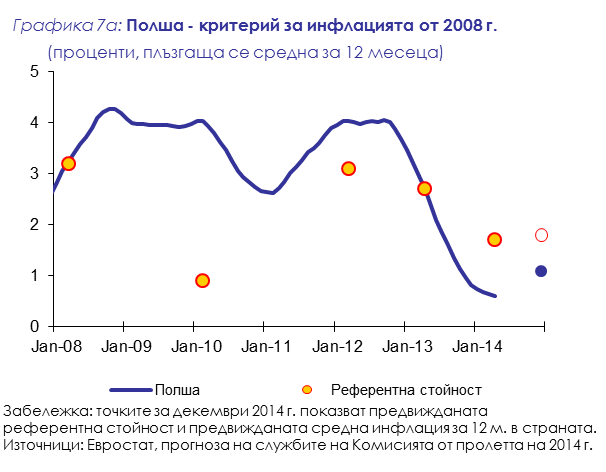 Графика 7а: Полша - критерий за инфлацията от 2008 г.
(проценти, плъзгаща се средна за 12 месеца)
5
4
3
2
1
0
Jan-08 Jan-09 Jan-10 Jan-11 Jan-12 Jan-13 Jan-14
Полша Референтна стойност
Забележка: точките за декември 2014 г. показват предвижданата
референтна стойност и предвижданата средна инфлация за 12 м. в страната.
Източници: Евростат, прогноза на службите на Комисията от пролетта на 2014 г.